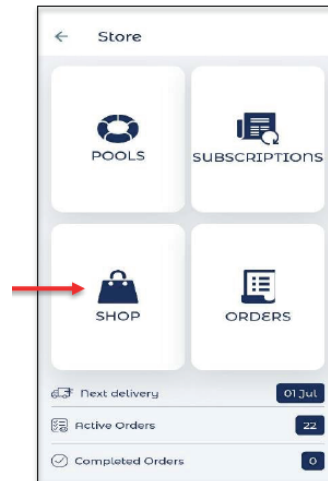 Store
POOLS
SUBSCRIPTIONS
SHOP
ORDERS
Next delivery
01 Jul
Active Orders
22
Completed Orders
0